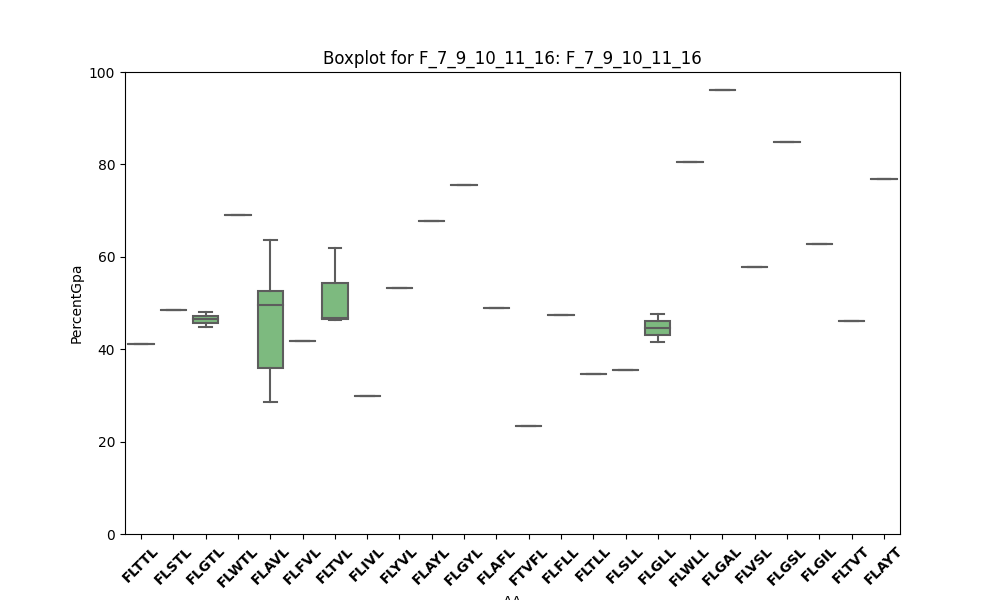 Boxplot for F_7_9_10_11_16: F_7_9_10_11_16
100
80
60
40
20
0
PercentGpa
FLTTL
FLSTL
FLGTL
FLWTL
FLAVL
FLFVL
FLTVL
FLIVL
FLYVL
FLAYL
FLGYL
FLAFL
FTVFL
FLFLL
FLTLL
FLSLL
FLGLL
FLWLL
FLGAL
FLVSL
FLGSL
FLGIL
FLTVT
FLAYT
AA